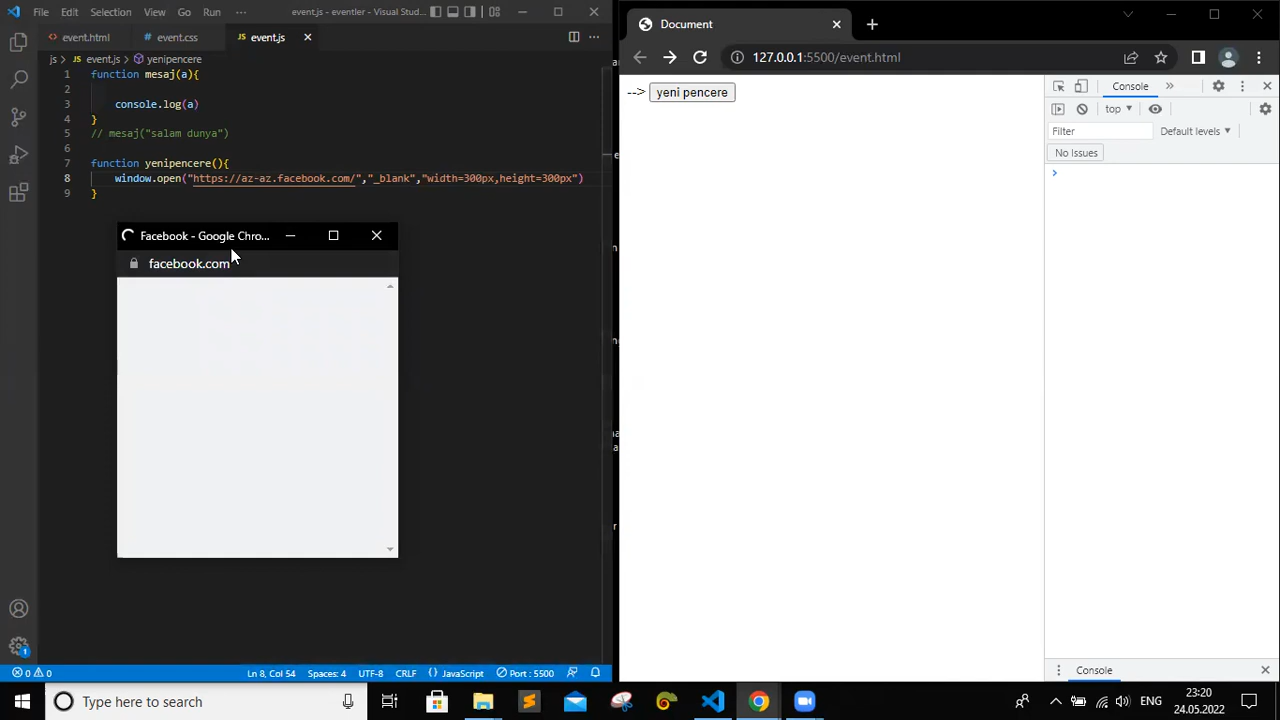 File Edit Selection View Go Run ··· event.js - eventler - Visual Stud...
event.html event.css event.js
js > event.js > yenipencere
1 function mesaj(a){
2
3 console.log(a)
4 }
5 // mesaj("salam dunya")
6
7 function yenipencere(){
8 window.open("https://az-az.facebook.com/","_blank","width=300px,height=300px")
9 }
Facebook - Google Chro...
facebook.com
1
0 0 Ln 8, Col 54 Spaces: 4 UTF-8 CRLF {} JavaScript Port : 5500
Document
127.0.0.1:5500/event.html
--> yeni pencere
Console »
top
Filter Default levels
No Issues
>
Console
Type here to search
ENG 23:20
24.05.2022